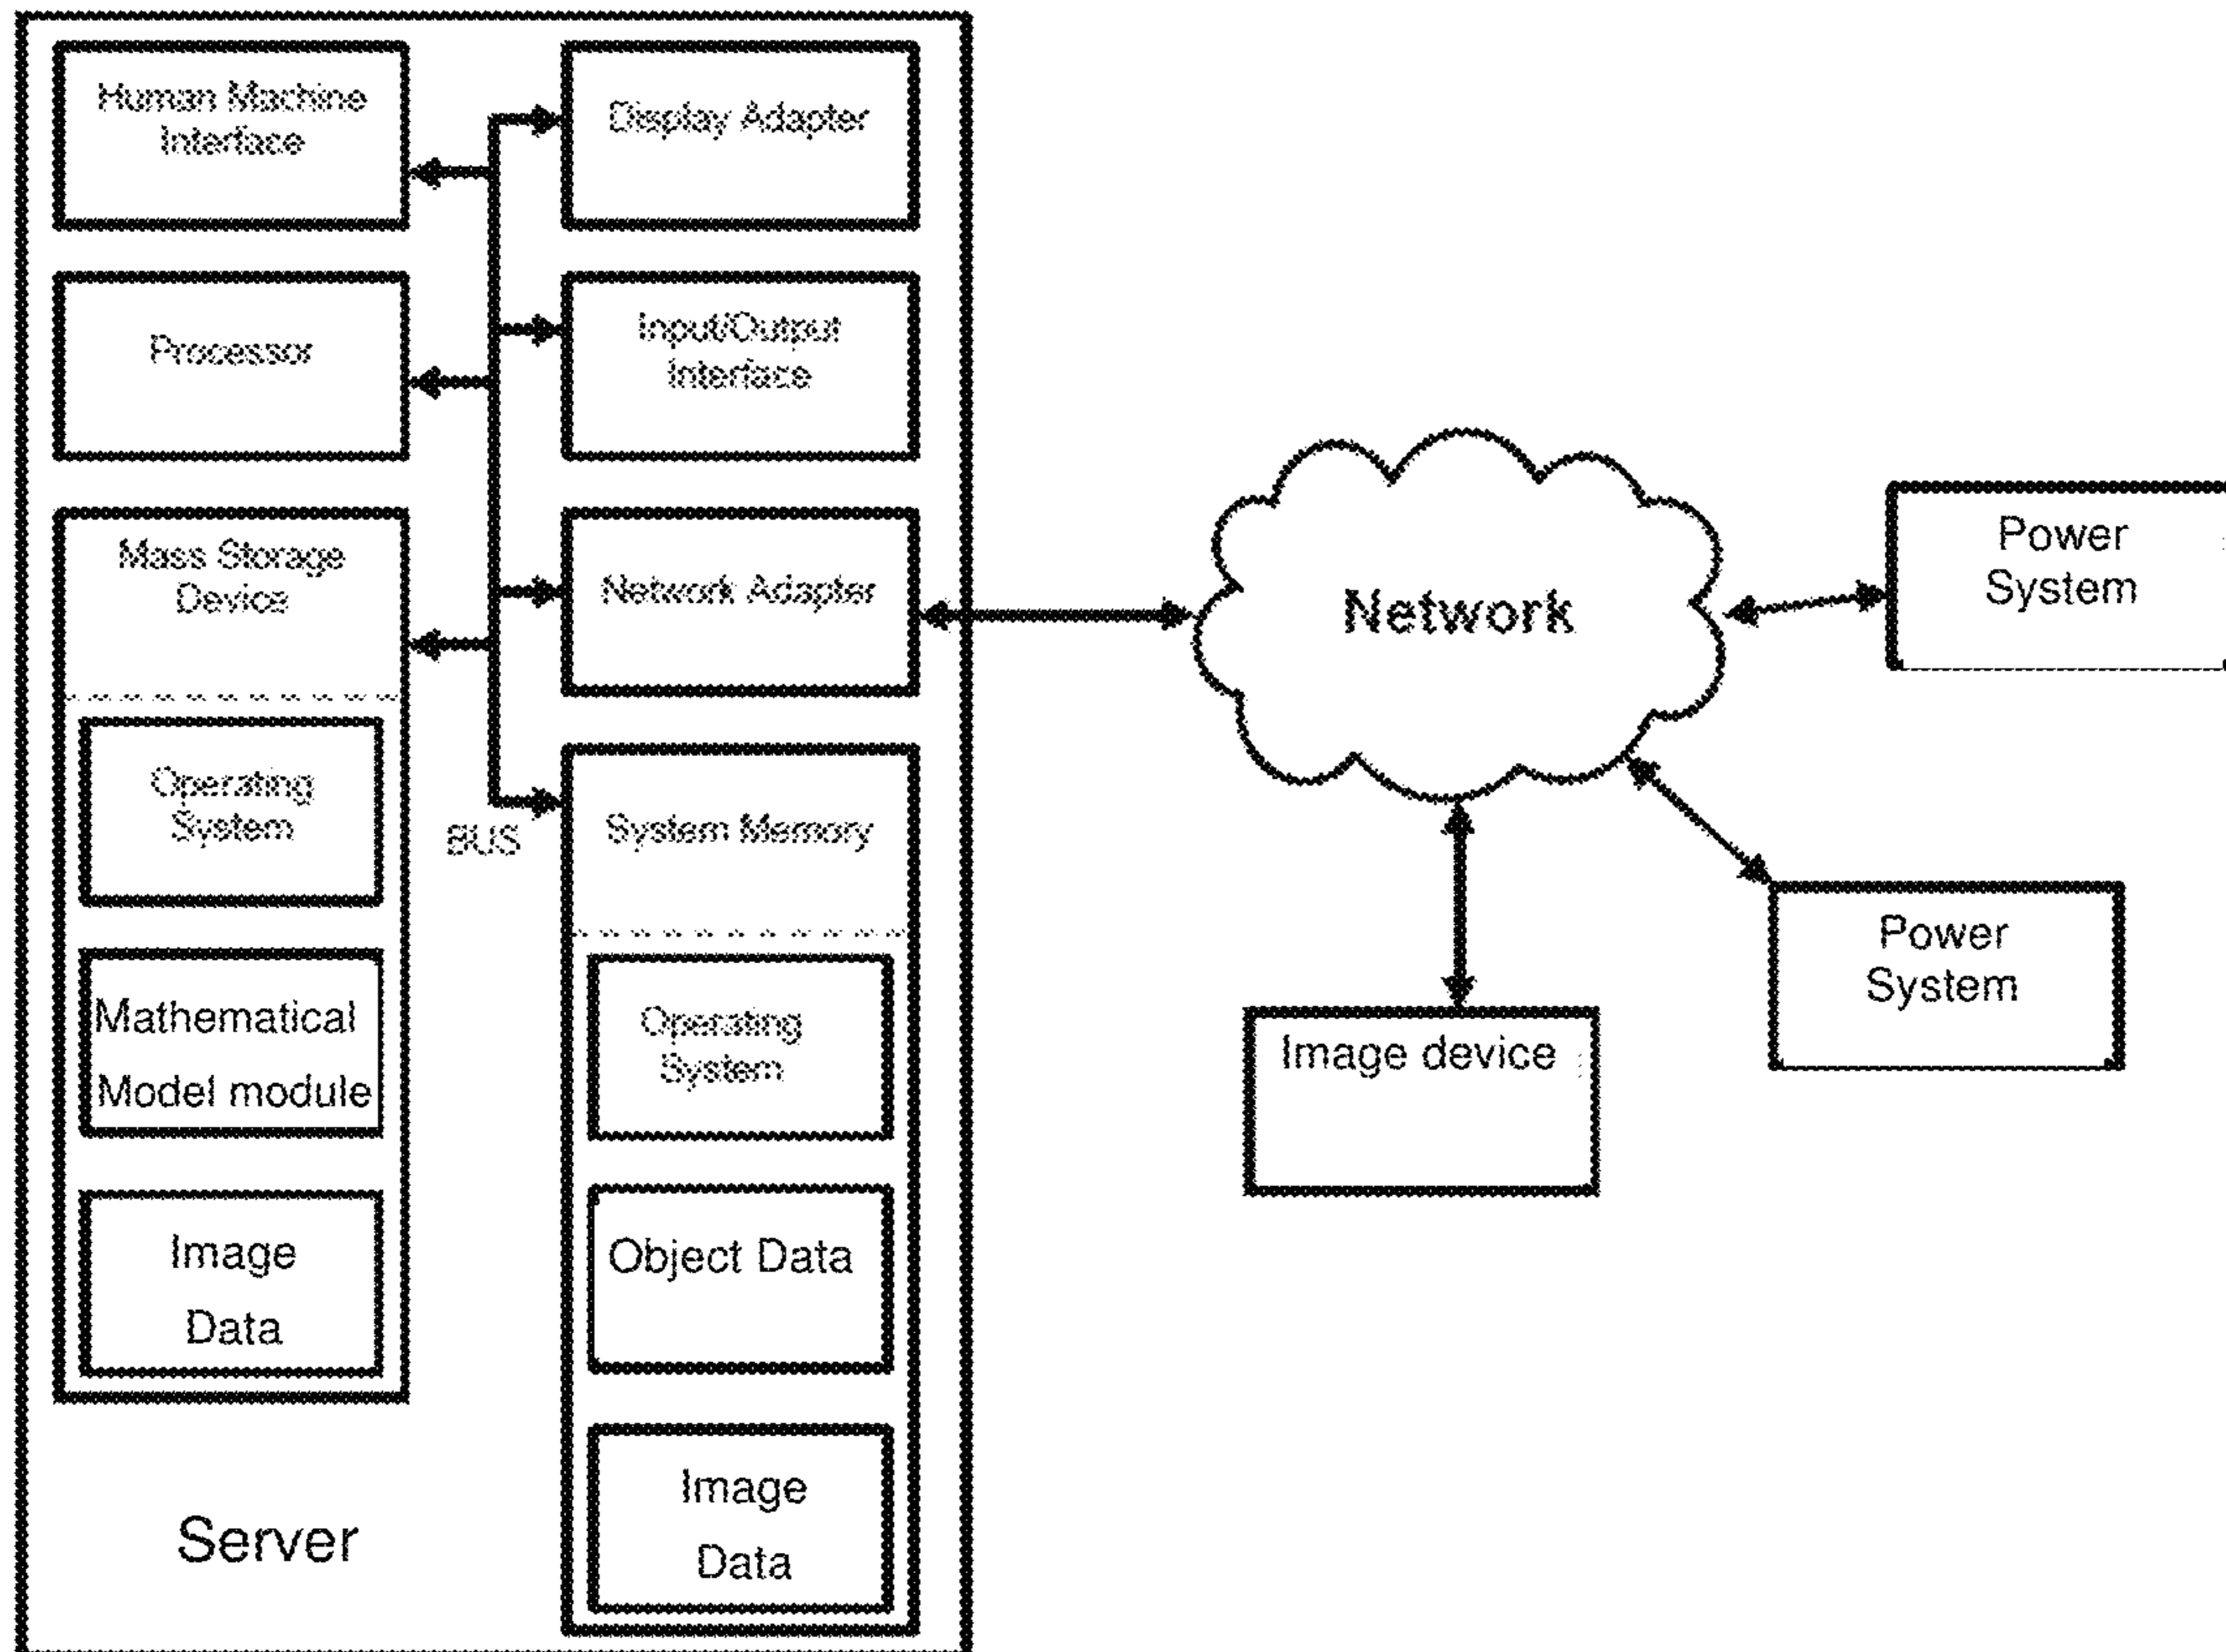 Human Machine
Interface
Display Adapter
Processor
Input/Output
Interface
Mass Storage
Device
Network Adapter
Operating
System
BUS
System Memory
Mathematical
Model module
Operating
System
Image
Data
Object Data
Image
Data
Server
Network
Power
System
Power
System
Image device